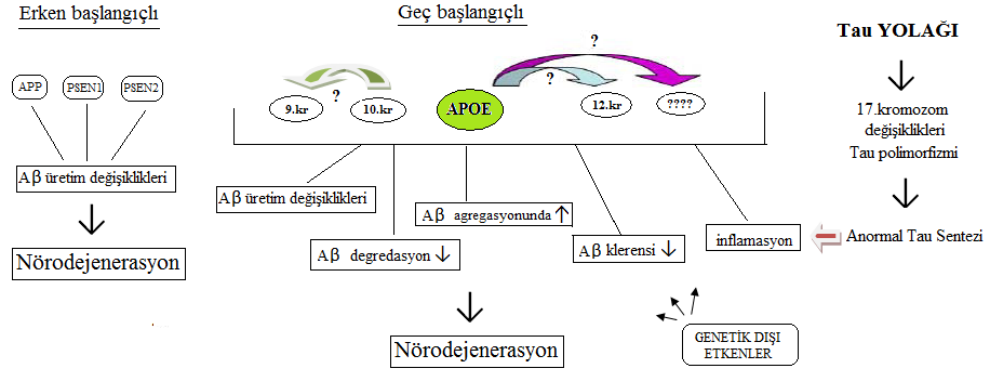 Erken başlangıçlı
APP
PSEN1
PSEN2
Aβ üretim değişiklikleri
↓
Nörodejenerasyon
Geç başlangıçlı
?
?
?
9.kr
10.kr
APOE
12.kr
????
Aβ üretim değişiklikleri
Aβ degredasyon ↓
Aβ agregasyonunda ↑
Aβ klerensi ↓
inflamasyon
↓
Nörodejenerasyon
GENETİK DIŞI
ETKENLER
Tau YOLAĞI
↓
17.kromozom
değişiklikleri
Tau polimorfizmi
↓
Anormal Tau Sentezi